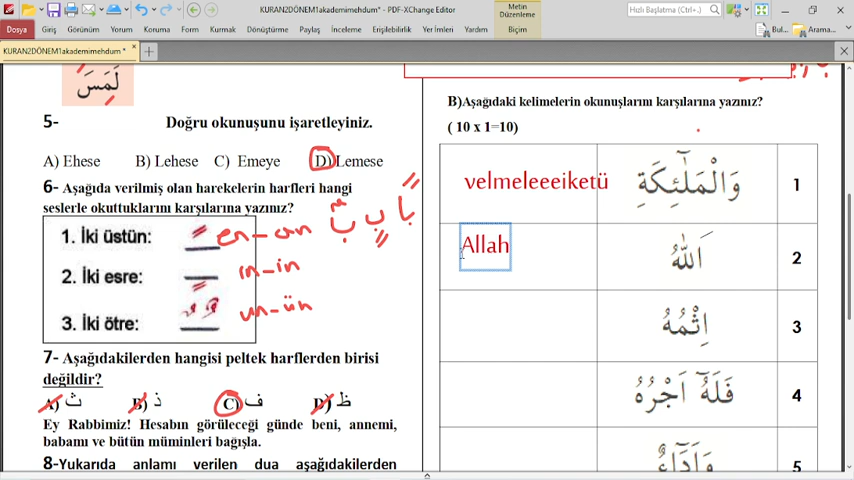 KURAN2DÖNEM1akademimehdum * - PDF-XChange Editor
Metin Düzenleme
Hızlı Başlatma (Ctrl+.)
Dosya Giriş Görünüm Yorum Koruma Form Kurmak Dönüştürme Paylaş İnceleme Erişilebilirlik Yer İmleri Yardım Biçim Bul... Arama...
KURAN2DÖNEM1akademimehdum *
لَمَسَ
5- Doğru okunuşunu işaretleyiniz.
A) Ehese B) Lehese C) Emeye D) Lemese
6- Aşağıda verilmiş olan harekelerin harfleri hangi
seslerle okuttuklarını karşılarına yazınız?
1. İki üstün: en-an
2. İki esre: ın-in
3. İki ötre: un-ün
7- Aşağıdakilerden hangisi peltek harflerden birisi
değildir?
A) ث B) ذ C) ف D) ظ
Ey Rabbimiz! Hesabın görüleceği günde beni, annemi,
babamı ve bütün müminleri bağışla.
8-Yukarıda anlamı verilen dua aşağıdakilerden
B)Aşağıdaki kelimelerin okunuşlarını karşılarına yazınız?
( 10 x 1=10)
velmeleeeiketü وَالْمَلٰٓئِكَةِ 1
Allah اَللّٰهُ 2
اِثْمُهُ 3
فَلَهُٓ اَجْرُهُ 4
وَاَدَٓاءٌ 5